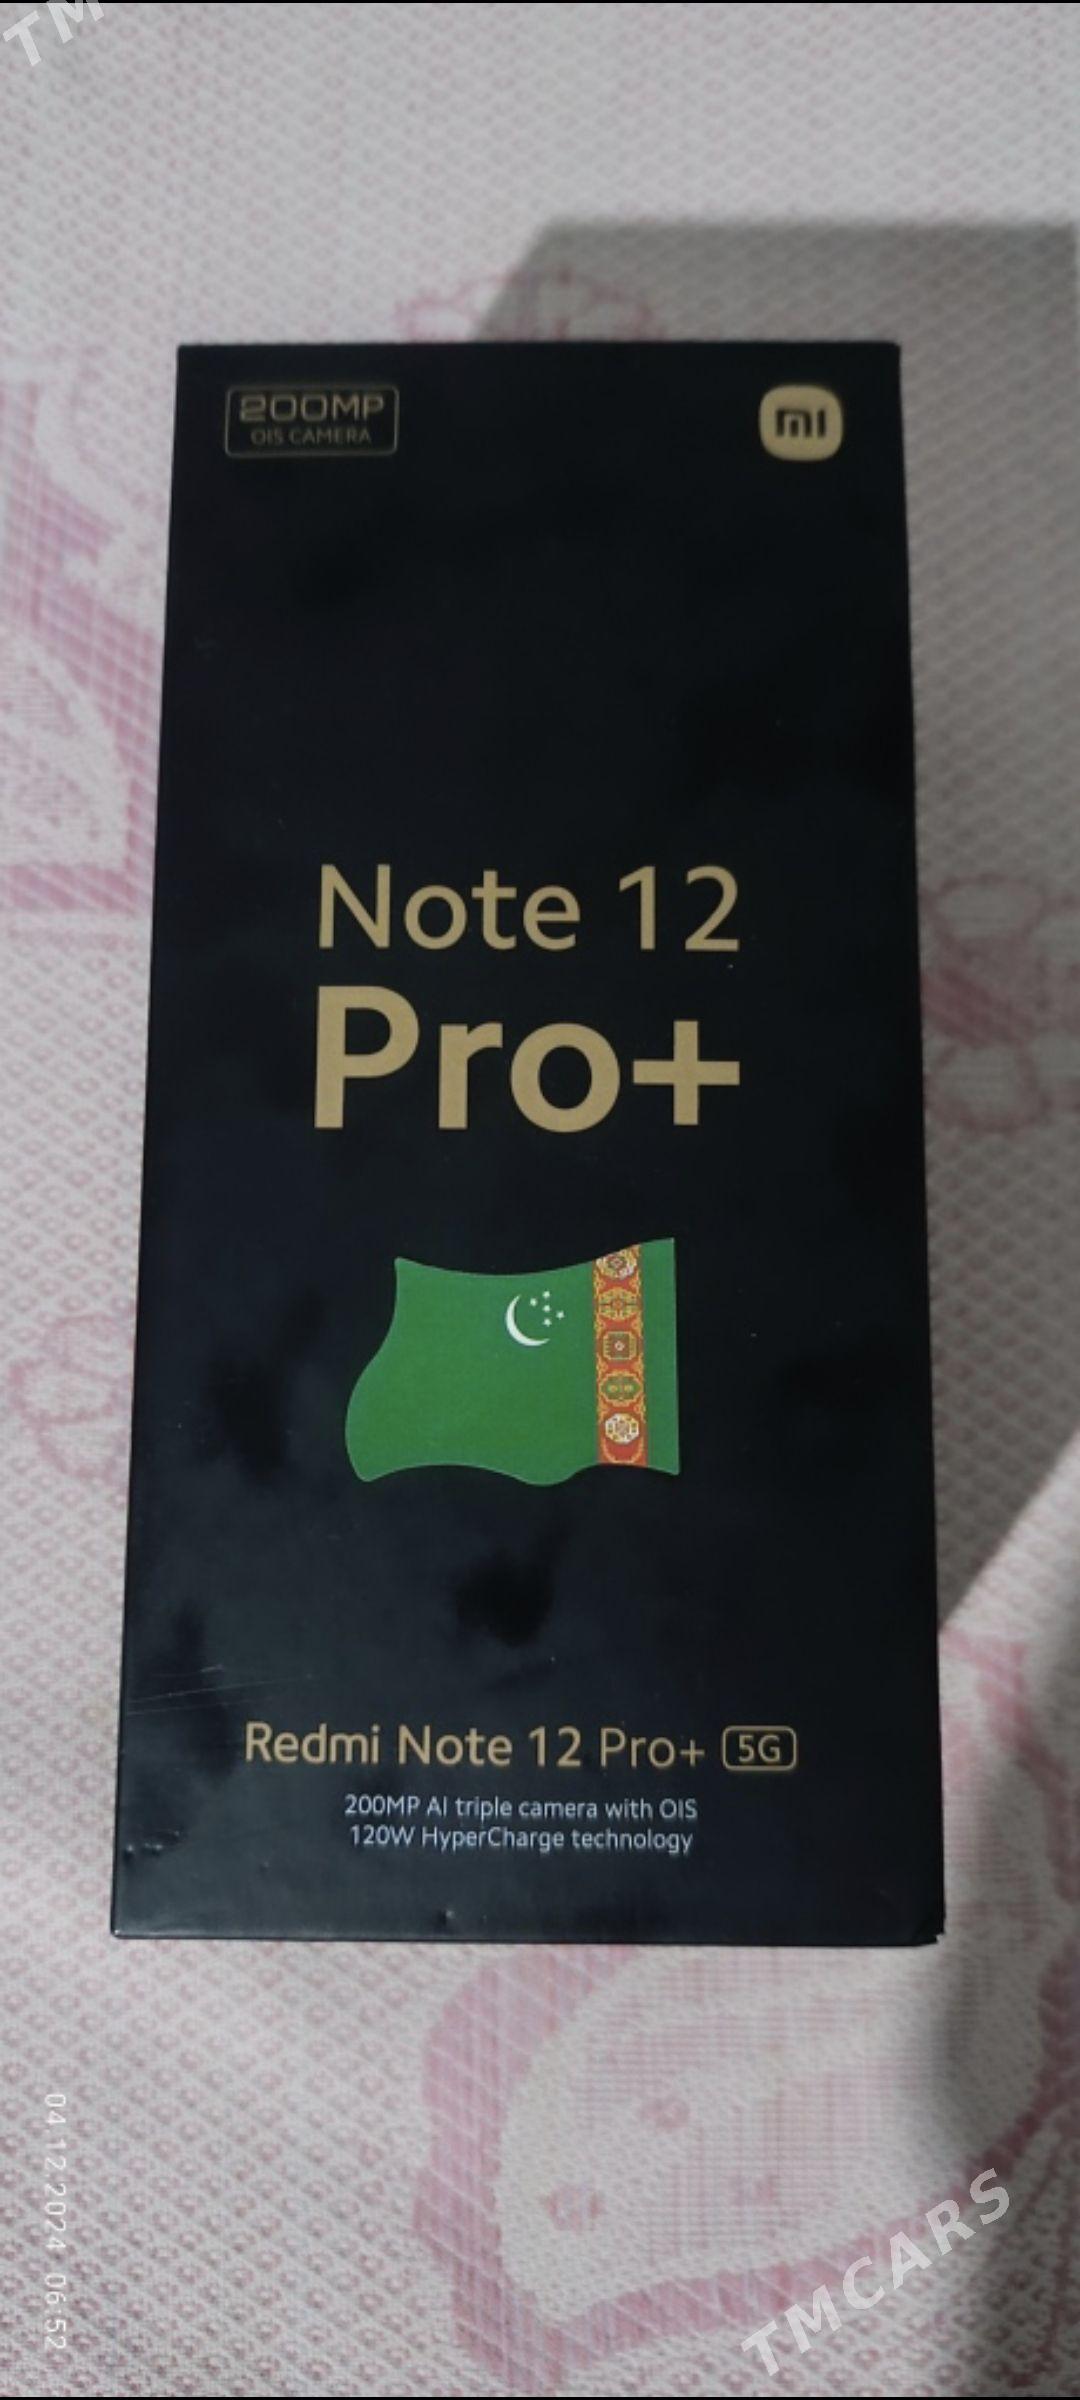 TM
200MP
OIS CAMERA
mi
Note 12
Pro+
Redmi Note 12 Pro+ 5G
200MP AI triple camera with OIS
120W HyperCharge technology
04.12.2024 06:52
TMCARS